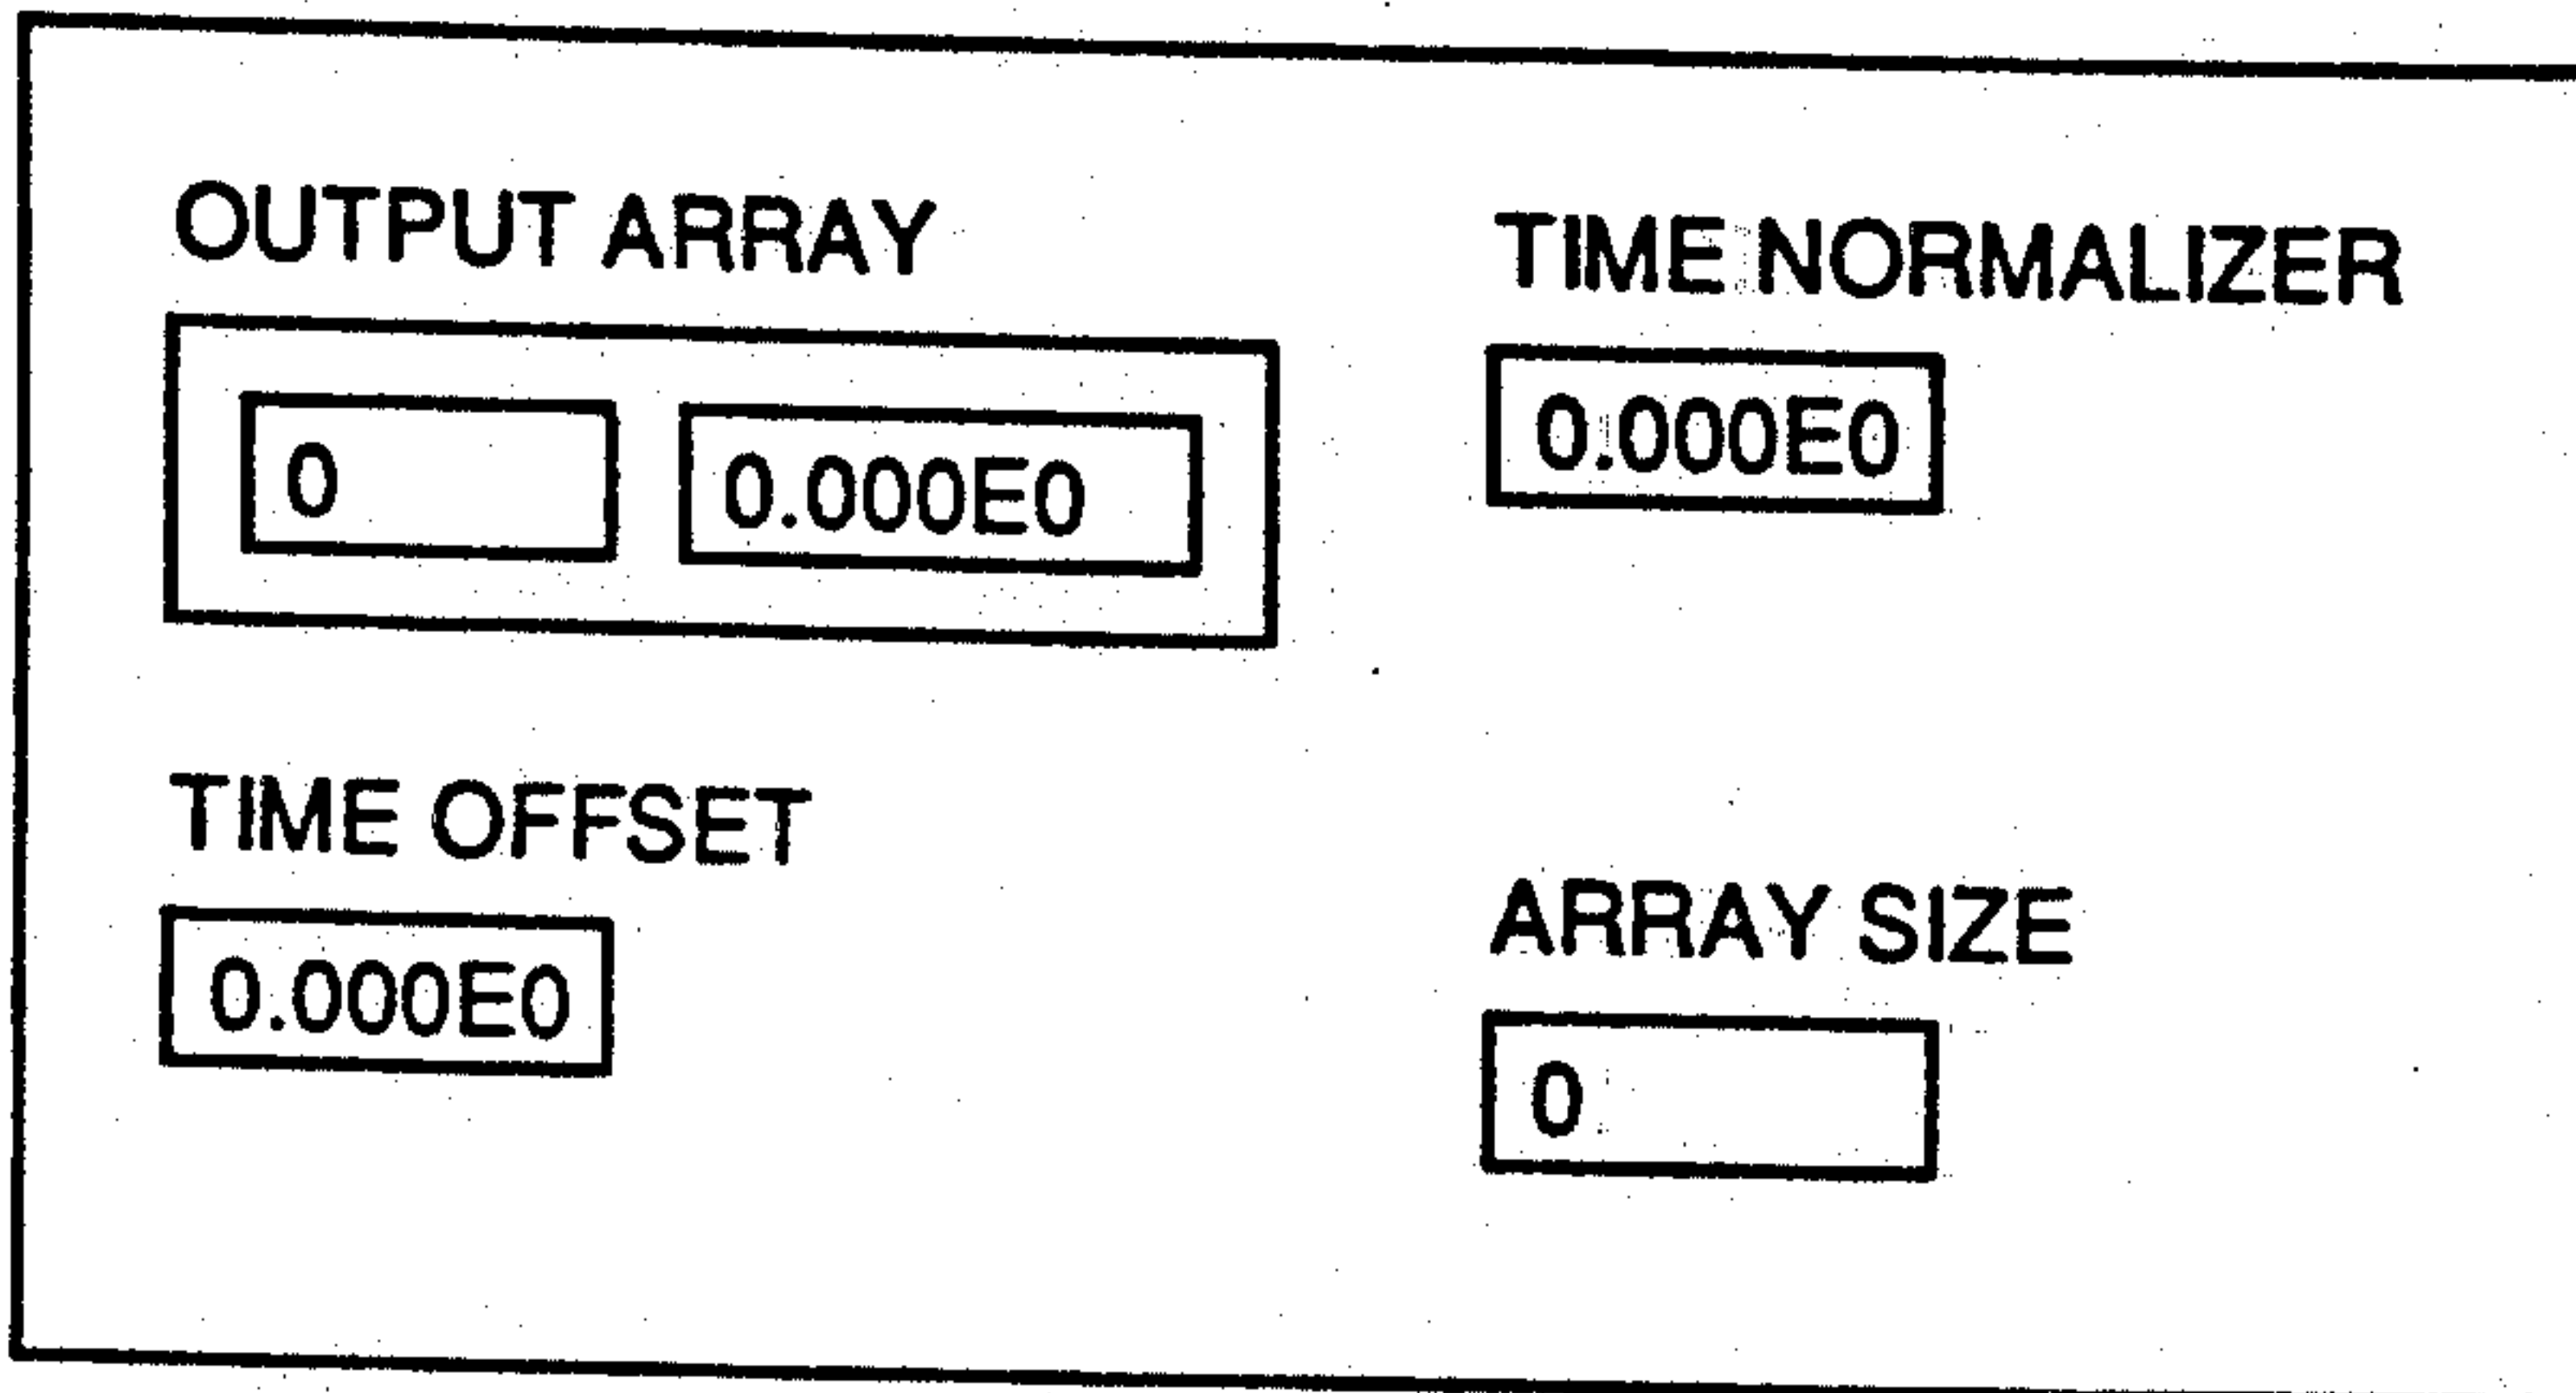 OUTPUT ARRAY
TIME NORMALIZER
0
0.000E0
0.000E0
TIME OFFSET
ARRAY SIZE
0.000E0
0